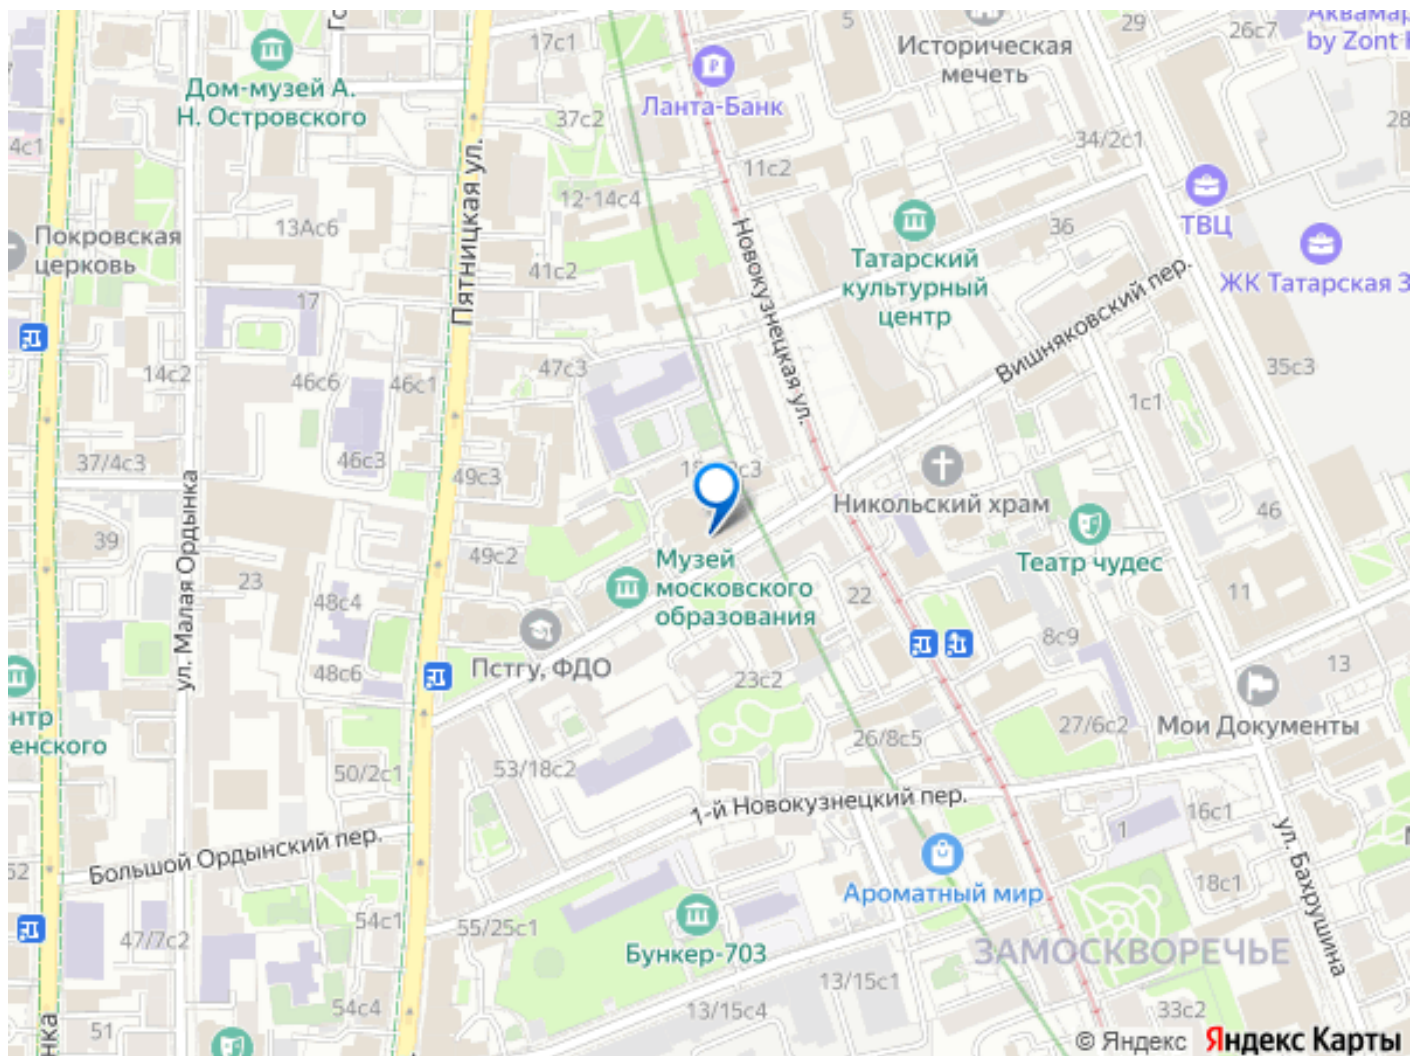 Аквамар
by Zont
26с7
29
5
Историческая
мечеть
17с1
Дом-музей А.
Н. Островского
Ланта-Банк
37с2
28
4с1
34/2с1
11с2
Пятницкая ул.
12-14с4
ТВЦ
13Ас6
36
Покровская
церковь
Новокузнецкая ул.
Татарский
культурный
центр
41с2
ЖК Татарская
Вишняковский пер.
17
47с3
35с3
14с2
46с6
46с1
1с1
37/4с3
46с3
49с3
Никольский храм
ул. Малая Ордынка
46
39
49с2
Музей
московского
образования
Театр чудес
23
48с4
22
11
8с9
Пстгу, ФДО
48с6
23с2
13
27/6с2
Мои Документы
нтр
енского
26/8с5
50/2с1
53/18с2
1-й Новокузнецкий пер.
16с1
1
Большой Ордынский пер.
ул. Бахрушина
52
Ароматный мир
18с1
54с1
55/25с1
47/7с2
Бункер-703
ЗАМОСКВОРЕЧЬЕ
13/15с1
54с4
13/15с4
33с2
51
нка
© Яндекс Яндекс Карты